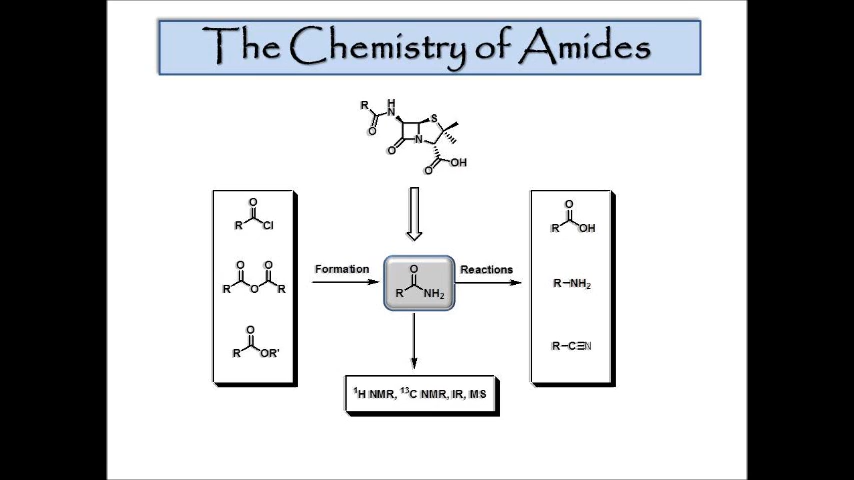 The Chemistry of Amides
R
H
N
O
S
O
N
O
OH
O
R
Cl
O
O
R
O
R
O
R
OR'
Formation
O
R
NH₂
Reactions
O
R
OH
R–NH₂
R–C≡N
¹H NMR, ¹³C NMR, IR, MS